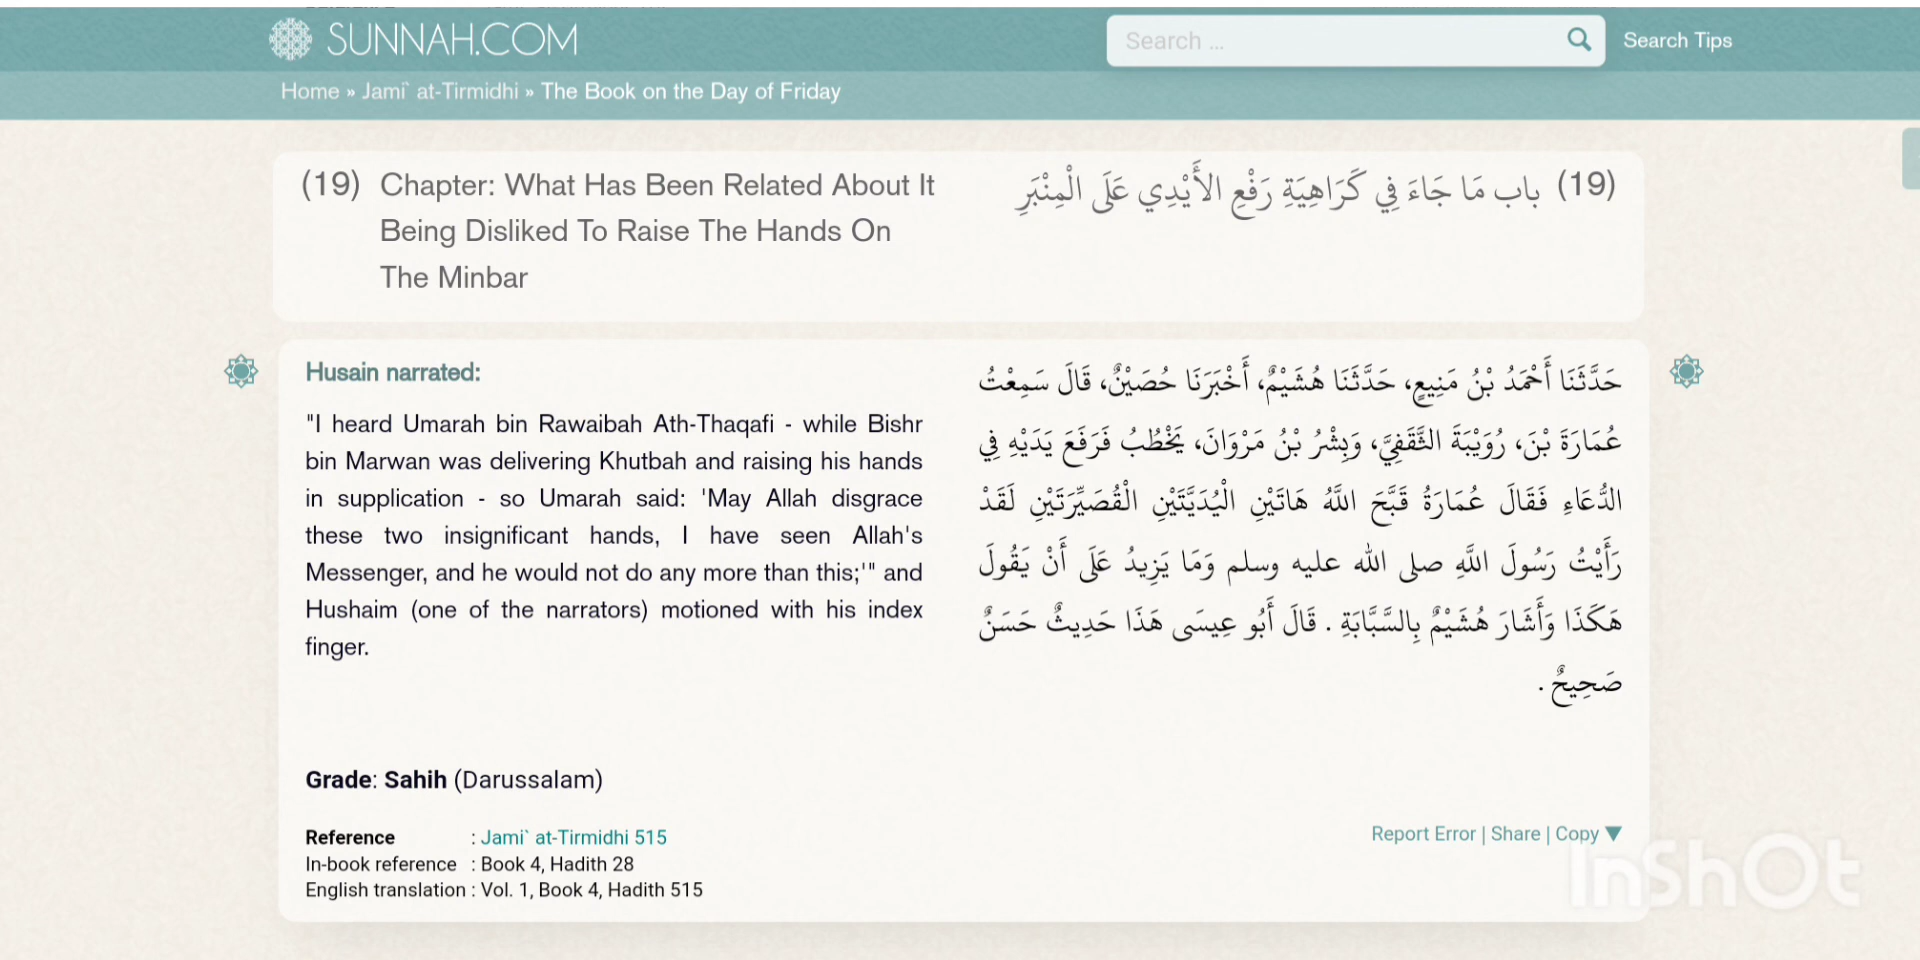 SUNNAH.COM
Search ...
Search Tips
Home » Jami` at-Tirmidhi » The Book on the Day of Friday
(19) Chapter: What Has Been Related About It
Being Disliked To Raise The Hands On
The Minbar
(19) باب مَا جَاءَ فِي كَرَاهِيَةِ رَفْعِ الأَيْدِي عَلَى الْمِنْبَرِ
Husain narrated:
"I heard Umarah bin Rawaibah Ath-Thaqafi - while Bishr
bin Marwan was delivering Khutbah and raising his hands
in supplication - so Umarah said: 'May Allah disgrace
these two insignificant hands, I have seen Allah's
Messenger, and he would not do any more than this;'" and
Hushaim (one of the narrators) motioned with his index
finger.
حَدَّثَنَا أَحْمَدُ بْنُ مَنِيعٍ، حَدَّثَنَا هُشَيْمٌ، أَخْبَرَنَا حُصَيْنٌ، قَالَ سَمِعْتُ
عُمَارَةَ بْنَ، رُوَيْبَةَ الثَّقَفِيَّ، وَبِشْرُ بْنُ مَرْوَانَ، يَخْطُبُ فَرَفَعَ يَدَيْهِ فِي
الدُّعَاءِ فَقَالَ عُمَارَةُ قَبَّحَ اللَّهُ هَاتَيْنِ الْيُدَيَّتَيْنِ الْقُصَيِّرَتَيْنِ لَقَدْ
رَأَيْتُ رَسُولَ اللَّهِ صلى الله عليه وسلم وَمَا يَزِيدُ عَلَى أَنْ يَقُولَ
هَكَذَا وَأَشَارَ هُشَيْمٌ بِالسَّبَّابَةِ . قَالَ أَبُو عِيسَى هَذَا حَدِيثٌ حَسَنٌ
صَحِيحٌ .
Grade: Sahih (Darussalam)
Reference : Jami` at-Tirmidhi 515
In-book reference : Book 4, Hadith 28
English translation : Vol. 1, Book 4, Hadith 515
Report Error | Share | Copy ▼
InShOt